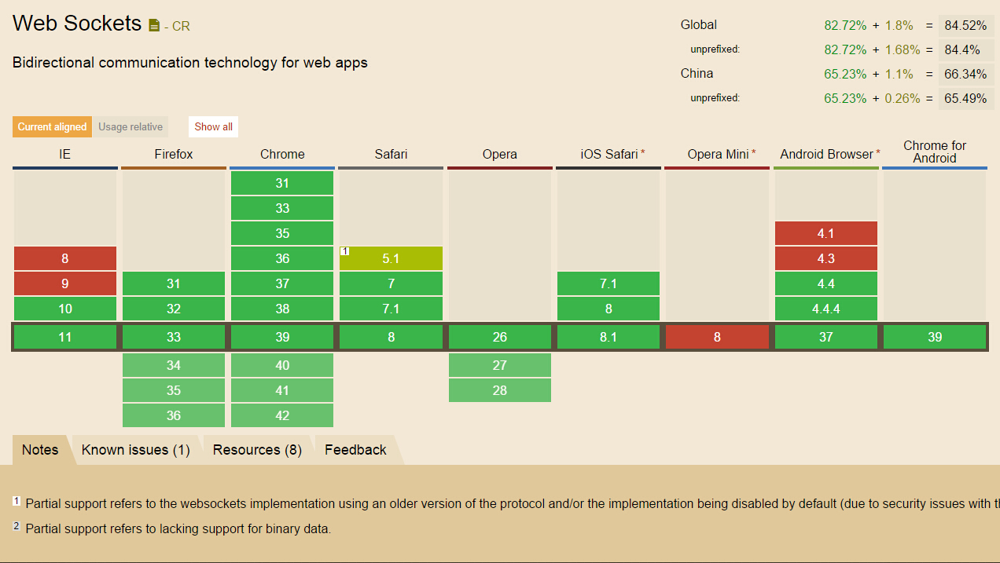 Web Sockets - CR
Global 82.72% + 1.8% = 84.52%
unprefixed: 82.72% + 1.68% = 84.4%
Bidirectional communication technology for web apps
China 65.23% + 1.1% = 66.34%
unprefixed: 65.23% + 0.26% = 65.49%
Current aligned Usage relative Show all
IE Firefox Chrome Safari Opera iOS Safari * Opera Mini * Android Browser * Chrome for Android
31
33
35 4.1
8 36 1 5.1 4.3
9 31 37 7 7.1 4.4
10 32 38 7.1 8 4.4.4
11 33 39 8 26 8.1 8 37 39
34 40 27
35 41 28
36 42
Notes Known issues (1) Resources (8) Feedback
1 Partial support refers to the websockets implementation using an older version of the protocol and/or the implementation being disabled by default (due to security issues with
2 Partial support refers to lacking support for binary data.